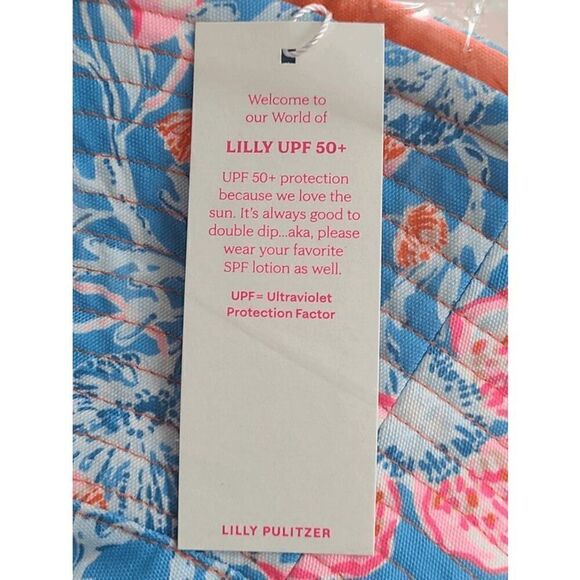 Welcome to
our World of
LILLY UPF 50+
UPF 50+ protection
because we love the
sun. It's always good to
double dip...aka, please
wear your favorite
SPF lotion as well.
UPF= Ultraviolet
Protection Factor
LILLY PULITZER